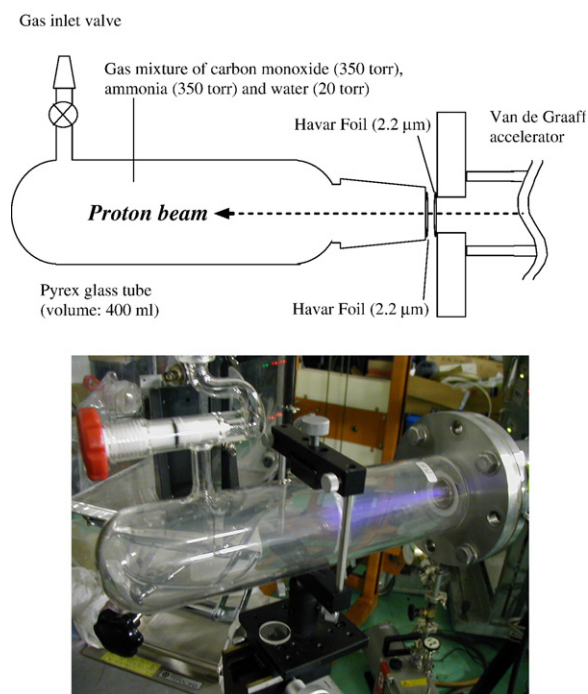 Gas inlet valve
Gas mixture of carbon monoxide (350 torr),
ammonia (350 torr) and water (20 torr)
Havar Foil (2.2 μm)
Van de Graaff
accelerator
Proton beam
Pyrex glass tube
(volume: 400 ml)
Havar Foil (2.2 μm)